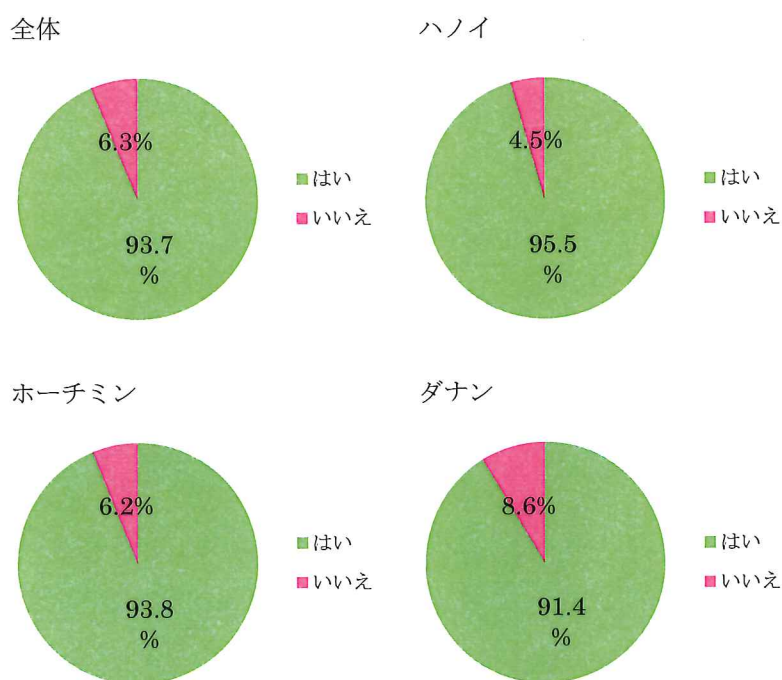 全体
6.3%
93.7
%
はい
いいえ
ハノイ
4.5%
95.5
%
はい
いいえ
ホーチミン
6.2%
93.8
%
はい
いいえ
ダナン
8.6%
91.4
%
はい
いいえ